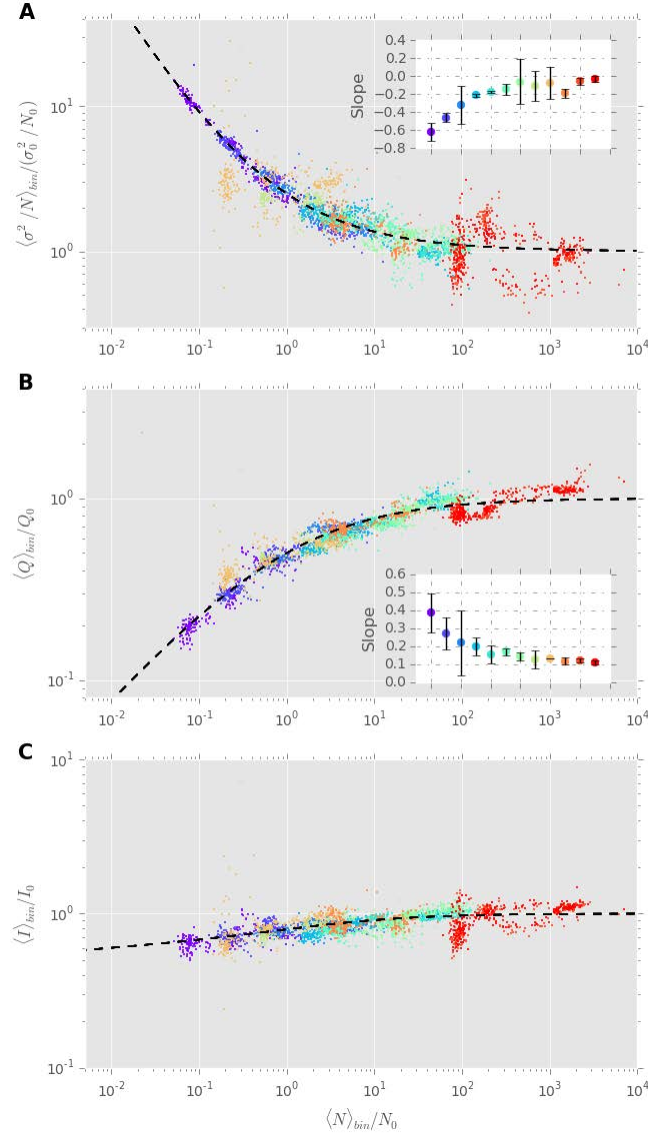 A
⟨σ² /N⟩bin/(σ₀² /N₀)
10¹
10⁰
Slope
0.4
0.2
0.0
−0.2
−0.4
−0.6
−0.8
10⁻² 10⁻¹ 10⁰ 10¹ 10² 10³ 10⁴
B
⟨Q⟩bin/Q₀
10⁰
10⁻¹
Slope
0.6
0.5
0.4
0.3
0.2
0.1
0.0
10⁻² 10⁻¹ 10⁰ 10¹ 10² 10³ 10⁴
C
⟨I⟩bin/I₀
10¹
10⁰
10⁻¹
10⁻² 10⁻¹ 10⁰ 10¹ 10² 10³ 10⁴
⟨N⟩bin/N₀